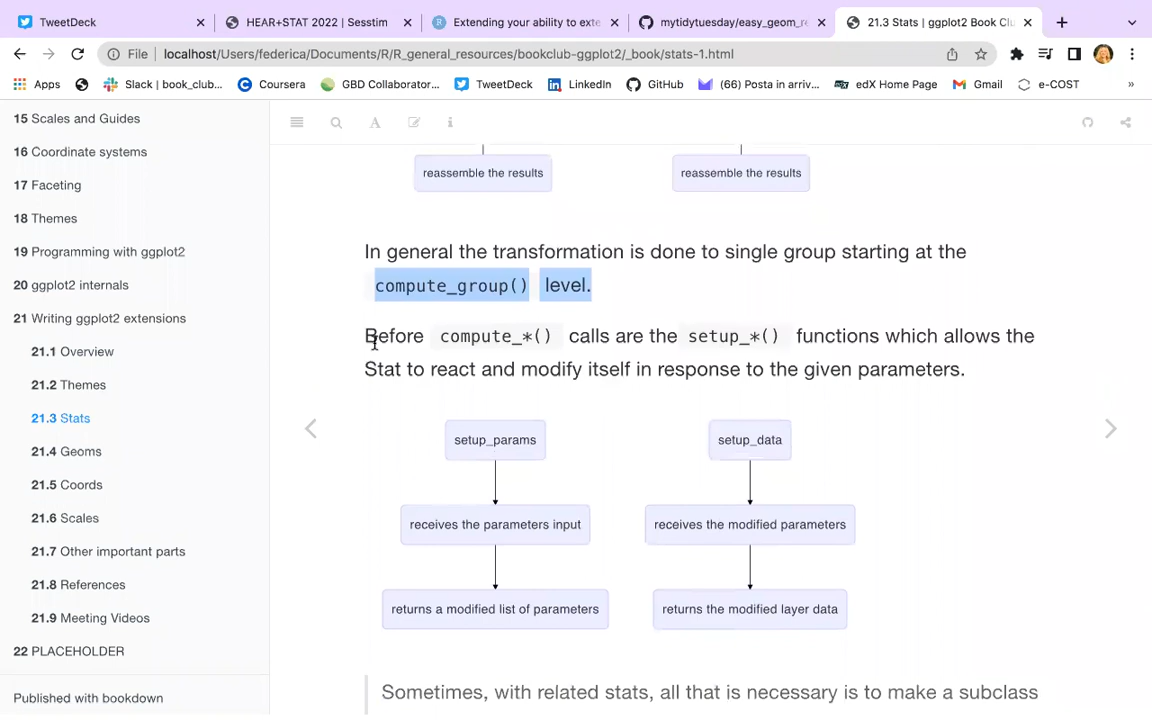 TweetDeck
HEAR+STAT 2022 | Sesstim
Extending your ability to exte
mytidytuesday/easy_geom_re
21.3 Stats | ggplot2 Book Clu
File
localhost/Users/federica/Documents/R/R_general_resources/bookclub-ggplot2/_book/stats-1.html
Apps
Slack | book_club...
Coursera
GBD Collaborator...
TweetDeck
LinkedIn
GitHub
(66) Posta in arriv...
edX Home Page
Gmail
e-COST
»
15 Scales and Guides
16 Coordinate systems
17 Faceting
18 Themes
19 Programming with ggplot2
20 ggplot2 internals
21 Writing ggplot2 extensions
21.1 Overview
21.2 Themes
21.3 Stats
21.4 Geoms
21.5 Coords
21.6 Scales
21.7 Other important parts
21.8 References
21.9 Meeting Videos
22 PLACEHOLDER
Published with bookdown
reassemble the results
reassemble the results
In general the transformation is done to single group starting at the
compute_group() level.
Before compute_*() calls are the setup_*() functions which allows the
Stat to react and modify itself in response to the given parameters.
setup_params
setup_data
receives the parameters input
receives the modified parameters
returns a modified list of parameters
returns the modified layer data
Sometimes, with related stats, all that is necessary is to make a subclass